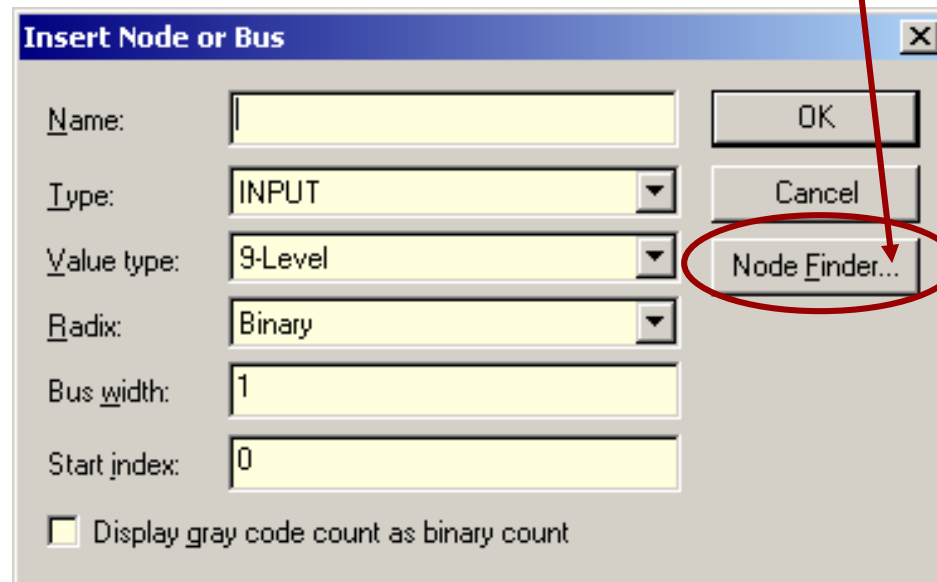 Insert Node or Bus
Name:
OK
Type: INPUT
Cancel
Value type: 9-Level
Node Finder...
Radix: Binary
Bus width: 1
Start index: 0
Display gray code count as binary count